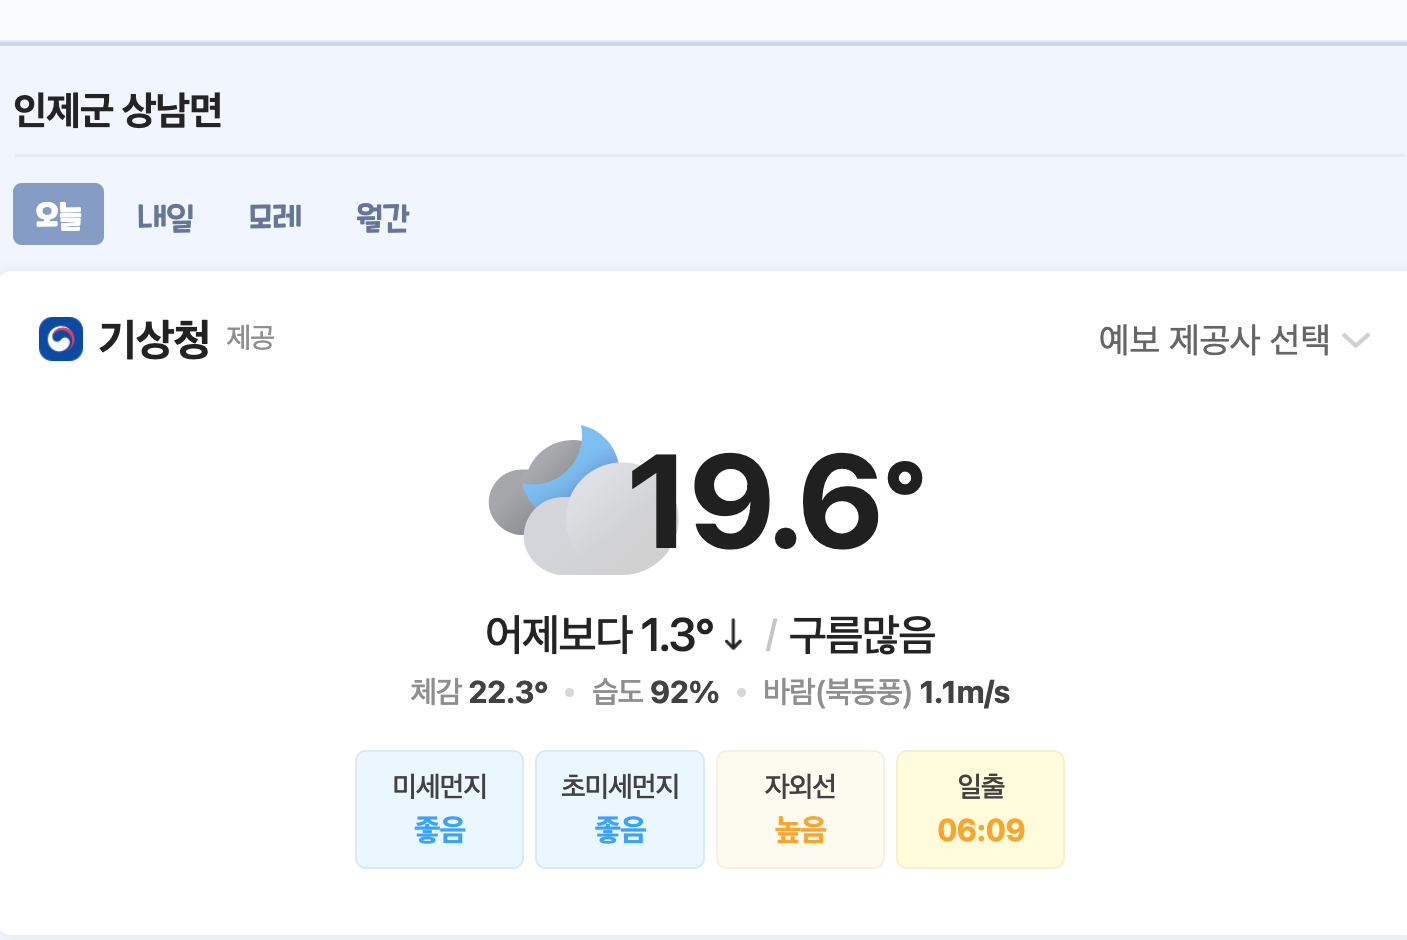 인제군 상남면
오늘 내일 모레 월간
기상청 제공 예보 제공사 선택
19.6°
어제보다 1.3°↓ / 구름많음
체감 22.3° • 습도 92% • 바람(북동풍) 1.1m/s
미세먼지 초미세먼지 자외선 일출
좋음 좋음 높음 06:09